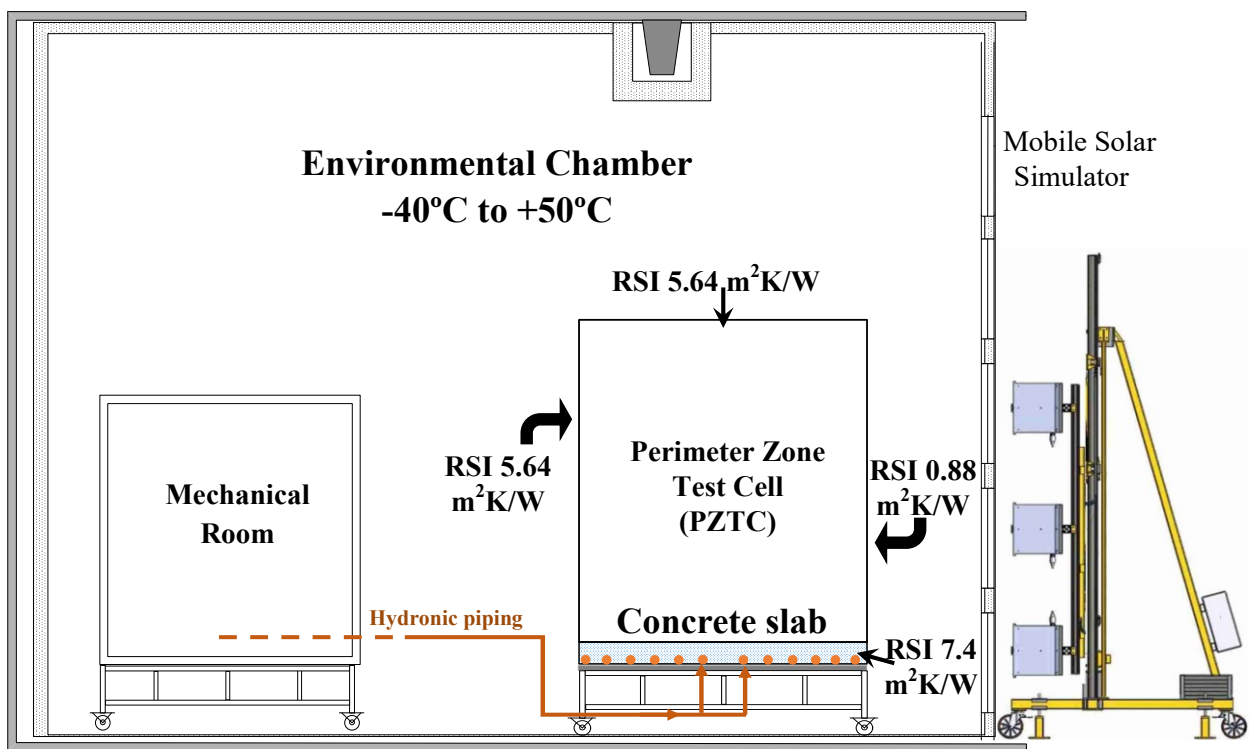 Environmental Chamber
-40ºC to +50ºC
Mobile Solar
Simulator
RSI 5.64 m²K/W
RSI 5.64
m²K/W
Perimeter Zone
Test Cell
(PZTC)
RSI 0.88
m²K/W
Mechanical
Room
Hydronic piping
Concrete slab
RSI 7.4
m²K/W